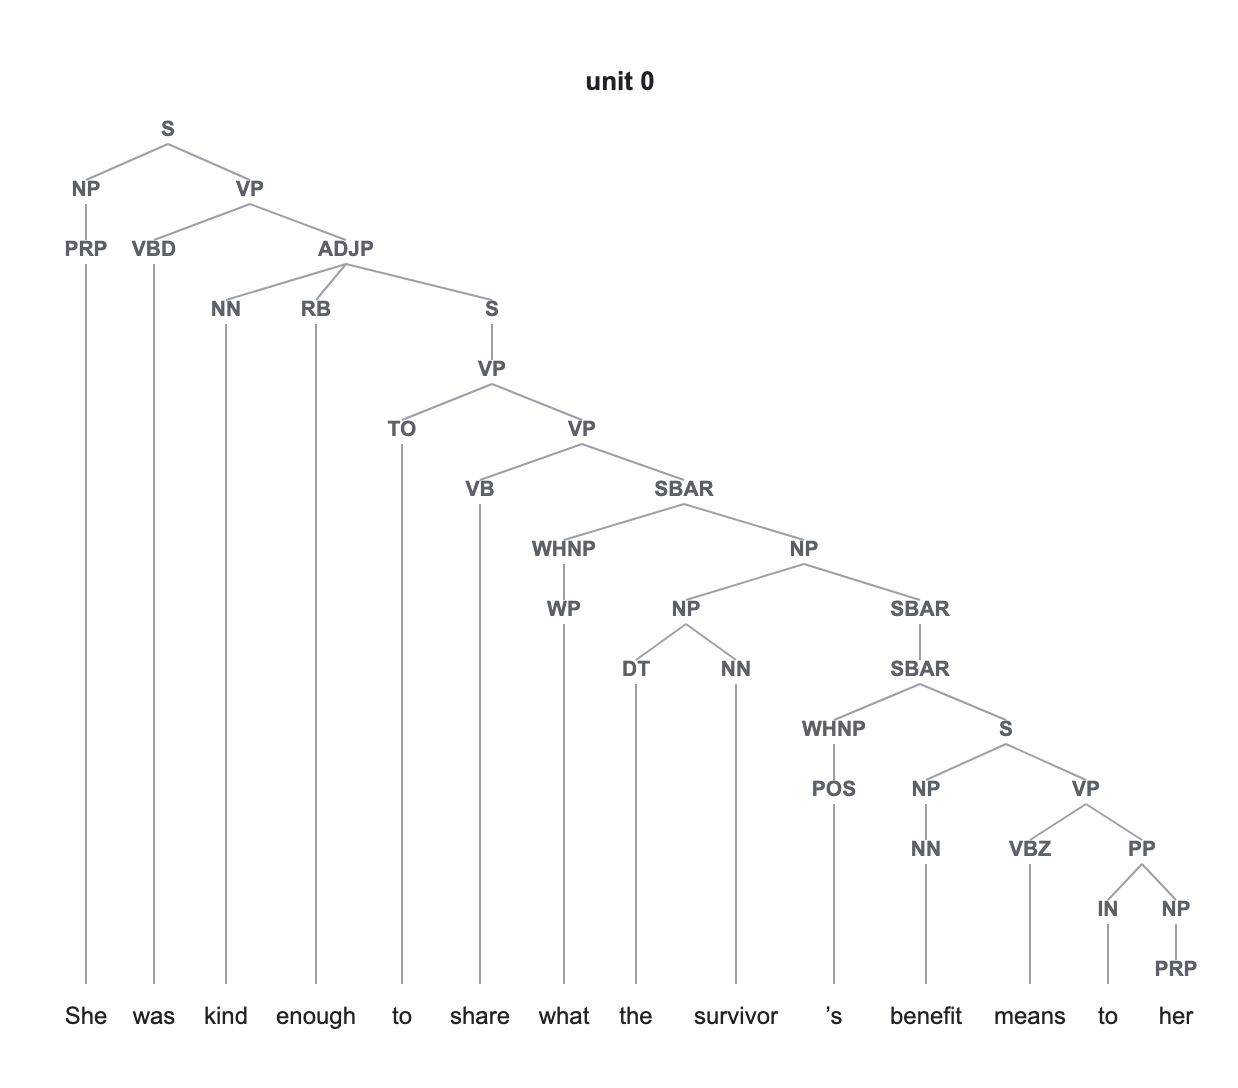 unit 0
S
NP VP
PRP VBD ADJP
NN RB S
VP
TO VP
VB SBAR
WHNP NP
WP NP SBAR
DT NN SBAR
WHNP S
POS NP VP
NN VBZ PP
IN NP
PRP
She was kind enough to share what the survivor ’s benefit means to her